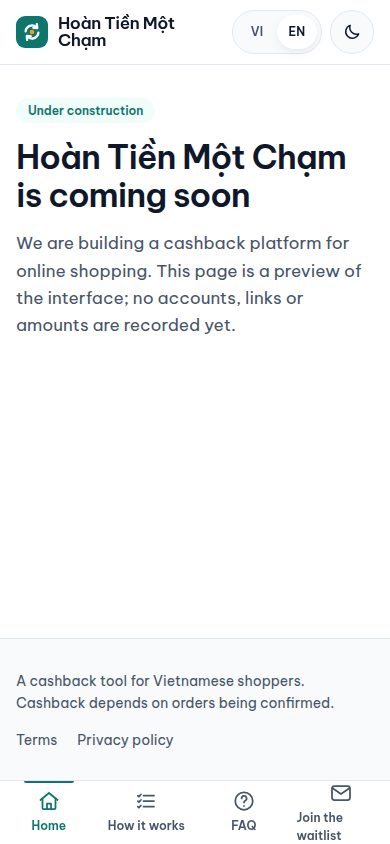 Hoàn Tiền Một
Chạm
VI
EN
Under construction
Hoàn Tiền Một Chạm
is coming soon
We are building a cashback platform for
online shopping. This page is a preview of
the interface; no accounts, links or
amounts are recorded yet.
A cashback tool for Vietnamese shoppers.
Cashback depends on orders being confirmed.
Terms
Privacy policy
Home
How it works
FAQ
Join the
waitlist